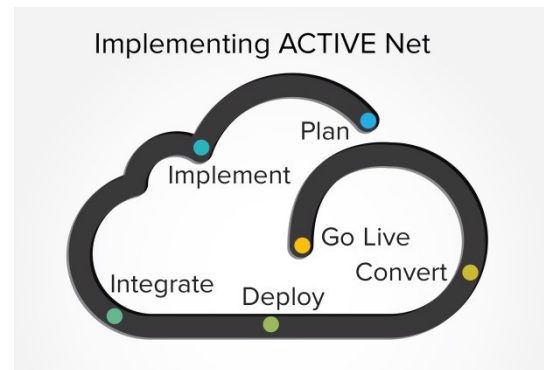 Implementing ACTIVE Net
Plan
Implement
Go Live
Convert
Integrate
Deploy